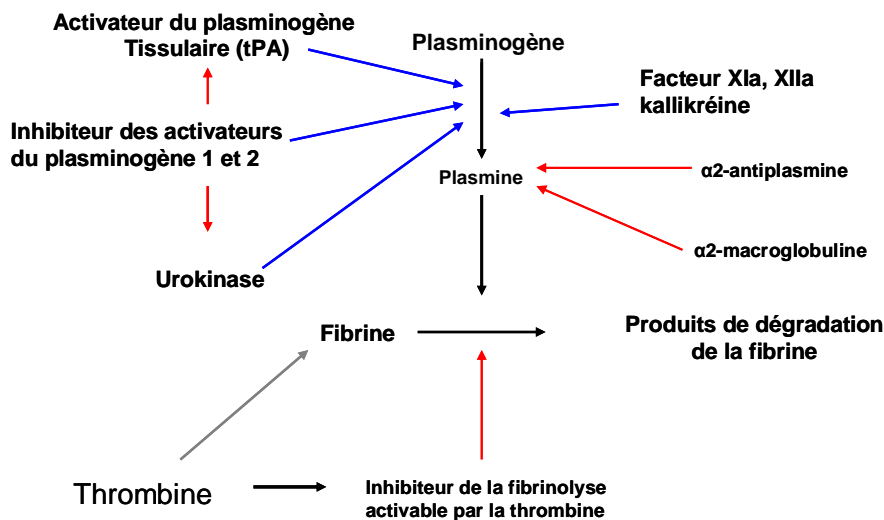 Activateur du plasminogène
Tissulaire (tPA)
Plasminogène
Facteur XIa, XIIa
kallikréine
Inhibiteur des activateurs
du plasminogène 1 et 2
Plasmine
α2-antiplasmine
α2-macroglobuline
Urokinase
Fibrine
Produits de dégradation
de la fibrine
Thrombine
Inhibiteur de la fibrinolyse
activable par la thrombine